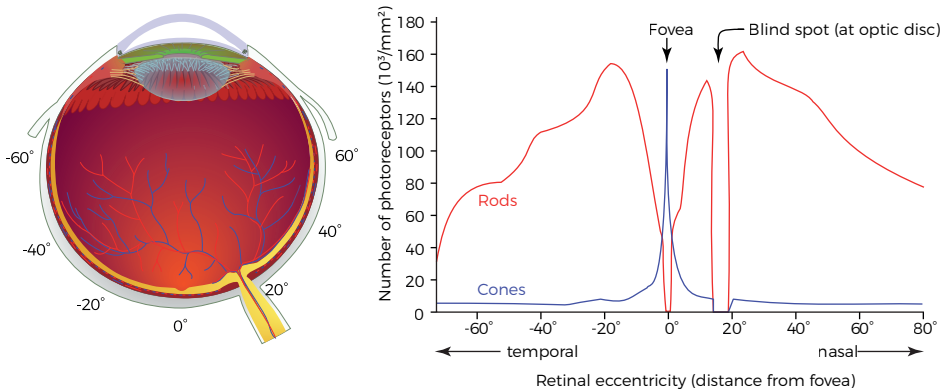 -60°
-40°
-20°
0°
20°
40°
60°
Number of photoreceptors (10³/mm²)
180
160
140
120
100
80
60
40
20
0
Fovea
Blind spot (at optic disc)
Rods
Cones
-60° -40° -20° 0° 20° 40° 60° 80°
temporal nasal
Retinal eccentricity (distance from fovea)